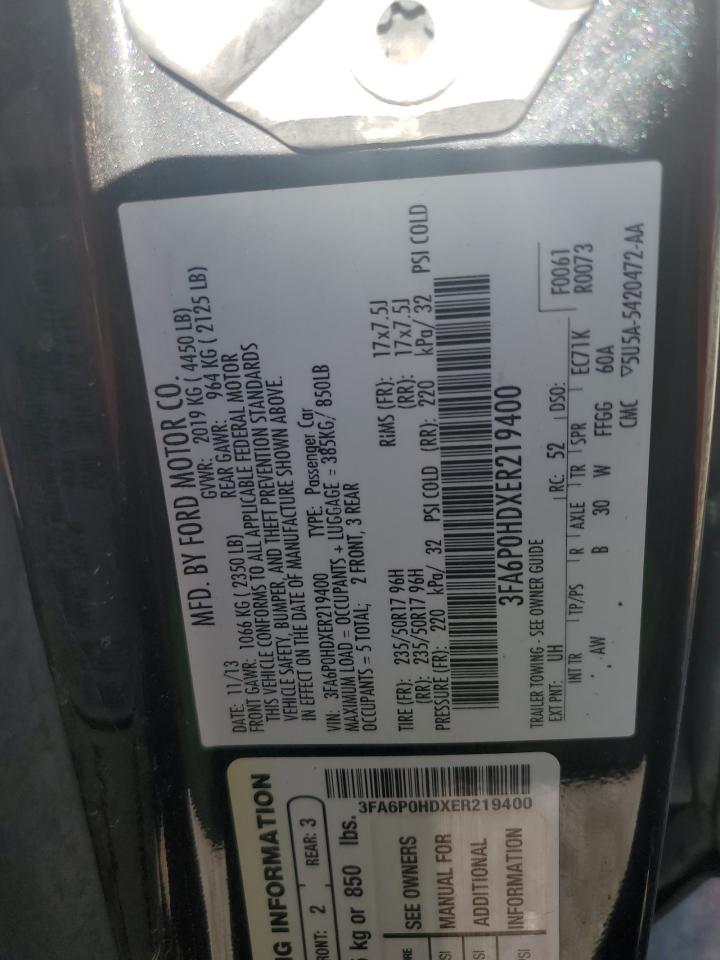 MFD. BY FORD MOTOR CO.
DATE: 11/13 GVWR: 2019 KG ( 4450 LB)
FRONT GAWR: 1066 KG ( 2350 LB) REAR GAWR: 964 KG ( 2125 LB)
THIS VEHICLE CONFORMS TO ALL APPLICABLE FEDERAL MOTOR
VEHICLE SAFETY, BUMPER, AND THEFT PREVENTION STANDARDS
IN EFFECT ON THE DATE OF MANUFACTURE SHOWN ABOVE.
VIN: 3FA6P0HDXER219400 TYPE: Passenger Car
MAXIMUM LOAD = OCCUPANTS + LUGGAGE = 385KG/ 850LB
OCCUPANTS = 5 TOTAL; 2 FRONT, 3 REAR
TIRE (FR): 235/50R17 96H RiMS (FR): 17x7.5J
(RR): 235/50R17 96H (RR): 17x7.5J
PRESSURE (FR): 220 kPa/ 32 PSI COLD (RR): 220 kPa/ 32 PSI COLD
3FA6P0HDXER219400
TRAILER TOWING - SEE OWNER GUIDE
EXT PNT: UH RC: 52 DSO: F0061
R0073
INT TR TP/PS R AXLE TR SPR EC71K
AW B 30 W FFGG 60A
CMC 5U5A-5420472-AA
NG INFORMATION
RONT: 2 REAR: 3
kg or 850 lbs.
3FA6P0HDXER219400
SEE OWNERS
MANUAL FOR
ADDITIONAL
INFORMATION